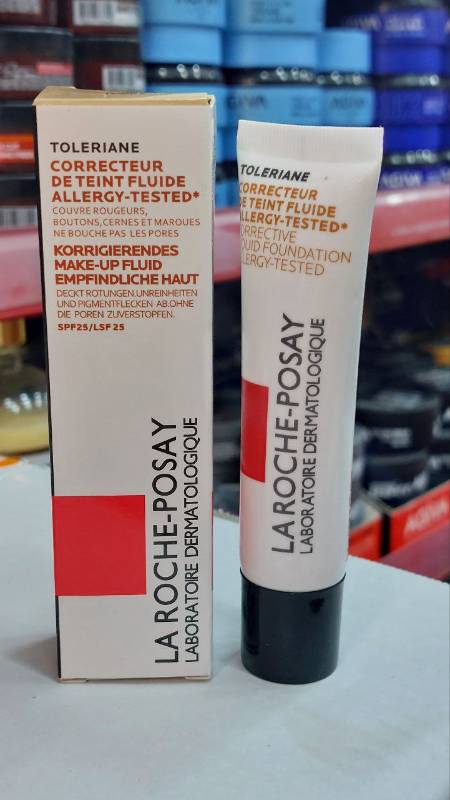 TOLERIANE
CORRECTEUR
DE TEINT FLUIDE
ALLERGY-TESTED*
COUVRE ROUGEURS,
BOUTONS, CERNES ET MARQUES
NE BOUCHE PAS LES PORES
KORRIGIERENDES
MAKE-UP FLUID
EMPFINDLICHE HAUT
DECKT ROTUNGEN.UNREINHEITEN
UND PIGMENTFLECKEN AB.OHNE
DIE POREN ZUVERSTOPFEN.
SPF25/LSF 25
LA ROCHE-POSAY
LABORATOIRE DERMATOLOGIQUE
TOLERIANE
CORRECTEUR
DE TEINT FLUIDE
ALLERGY-TESTED*
CORRECTIVE
QUID FOUNDATION
LLERGY-TESTED
LA ROCHE-POSAY
LABORATOIRE DERMATOLOGIQUE